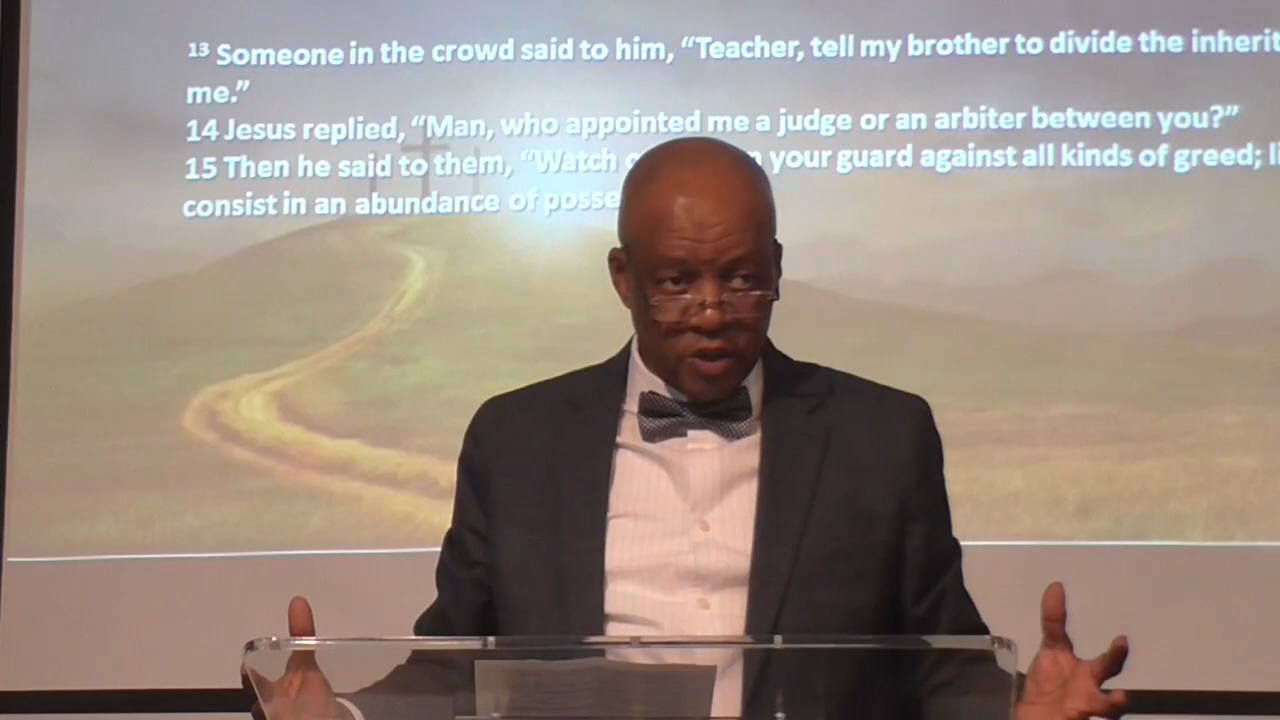 13 Someone in the crowd said to him, “Teacher, tell my brother to divide the inherit
me.”
14 Jesus replied, “Man, who appointed me a judge or an arbiter between you?”
15 Then he said to them, “Watch your guard against all kinds of greed; li
consist in an abundance of posse